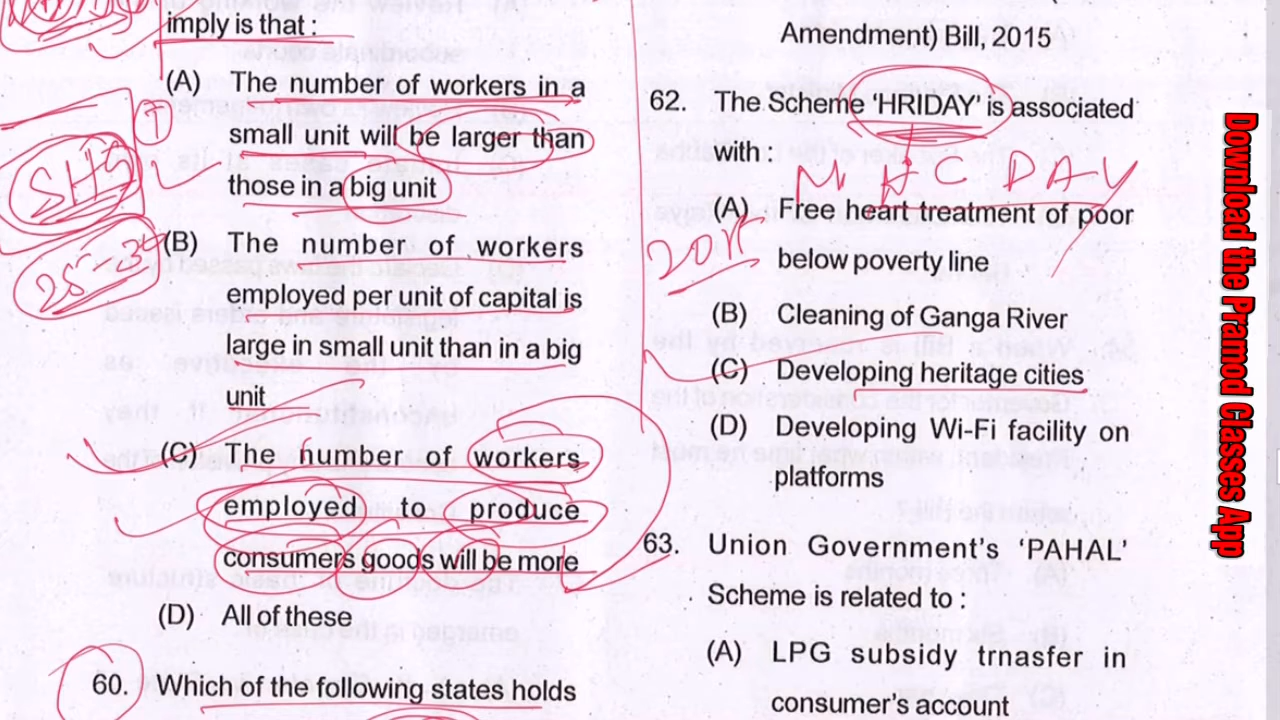 imply is that :
(A) The number of workers in a
small unit will be larger than
those in a big unit
(B) The number of workers
employed per unit of capital is
large in small unit than in a big
unit
(C) The number of workers
employed to produce
consumers goods will be more
(D) All of these
60. Which of the following states holds
Amendment) Bill, 2015
62. The Scheme 'HRIDAY' is associated
with :
(A) Free heart treatment of poor
below poverty line
(B) Cleaning of Ganga River
(C) Developing heritage cities
(D) Developing Wi-Fi facility on
platforms
63. Union Government's 'PAHAL'
Scheme is related to :
(A) LPG subsidy trnasfer in
consumer's account
Download the Pramod Classes App